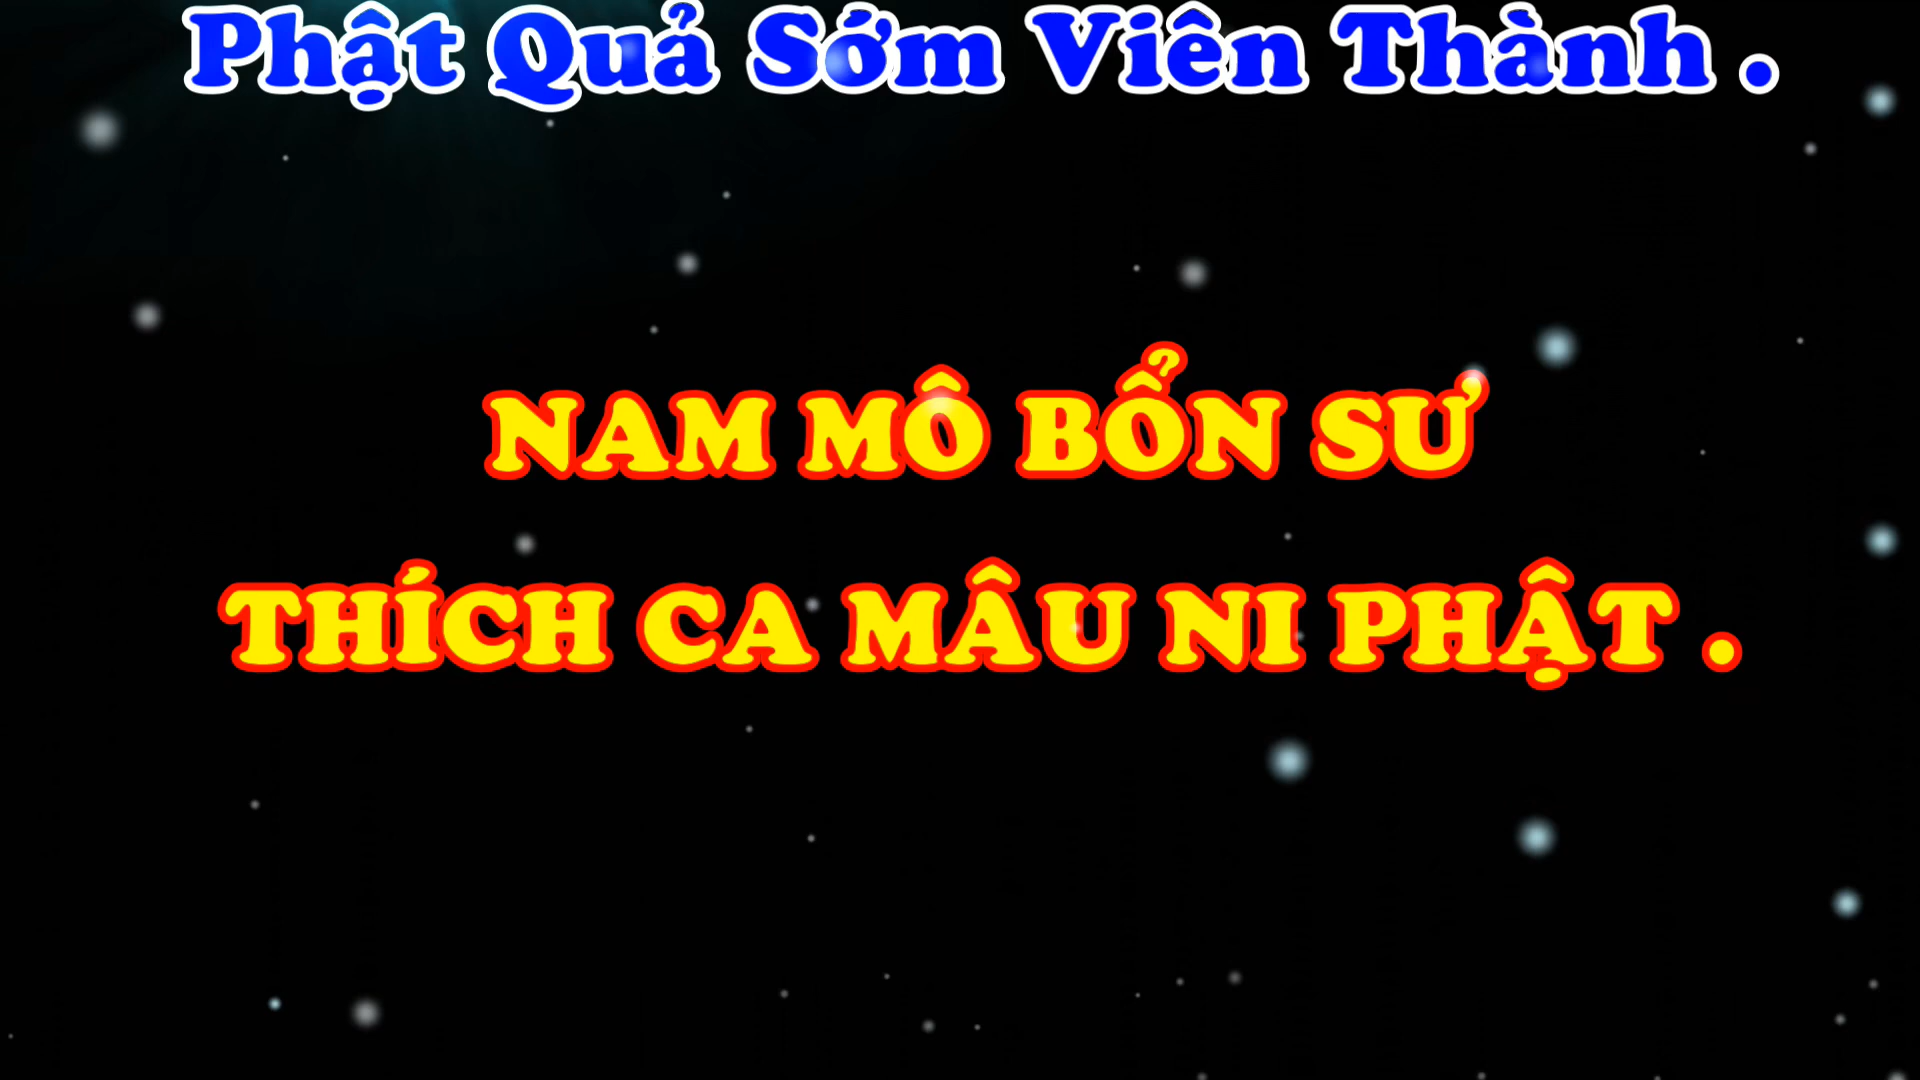 Phật Quả Sớm Viên Thành .
NAM MÔ BỔN SƯ
THÍCH CA MÂU NI PHẬT .